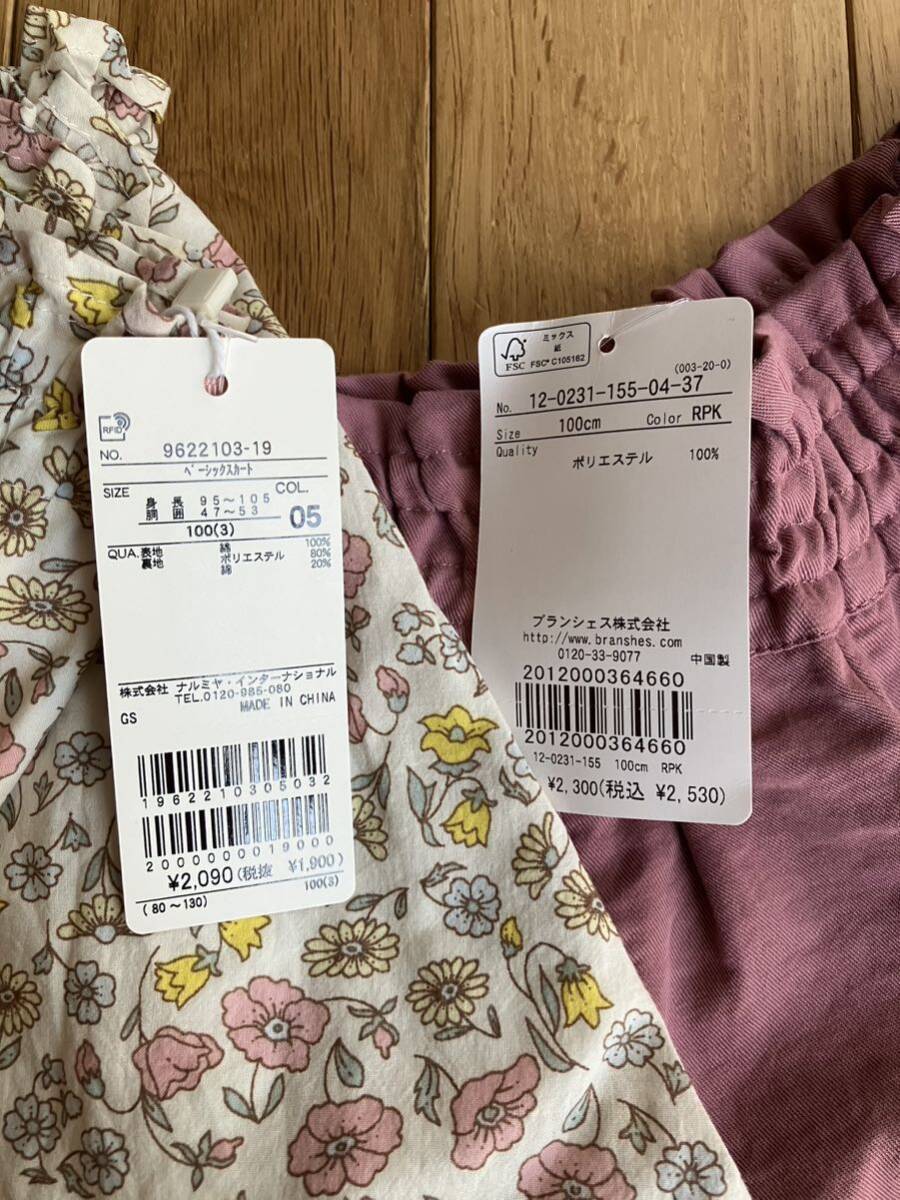 RFID
NO. 9622103-19
ベーシックスカート
SIZE
COL.
身長 95～105
胴囲 47～53
05
100(3)
QUA. 表地 綿 100%
裏地 ポリエステル 80%
綿 20%
株式会社 ナルミヤ・インターナショナル
TEL.0120-985-080
MADE IN CHINA
GS
1962210305032
2000000019000
¥2,090(税抜 ¥1,900)
100(3)
(80～130)
FSC
ミックス
紙
FSC® C105162
(003-20-0)
No. 12-0231-155-04-37
Size 100cm Color RPK
Quality
ポリエステル 100%
ブランシェス株式会社
http://www.branshes.com
0120-33-9077
中国製
2012000364660
2012000364660
12-0231-155 100cm RPK
¥2,300(税込 ¥2,530)